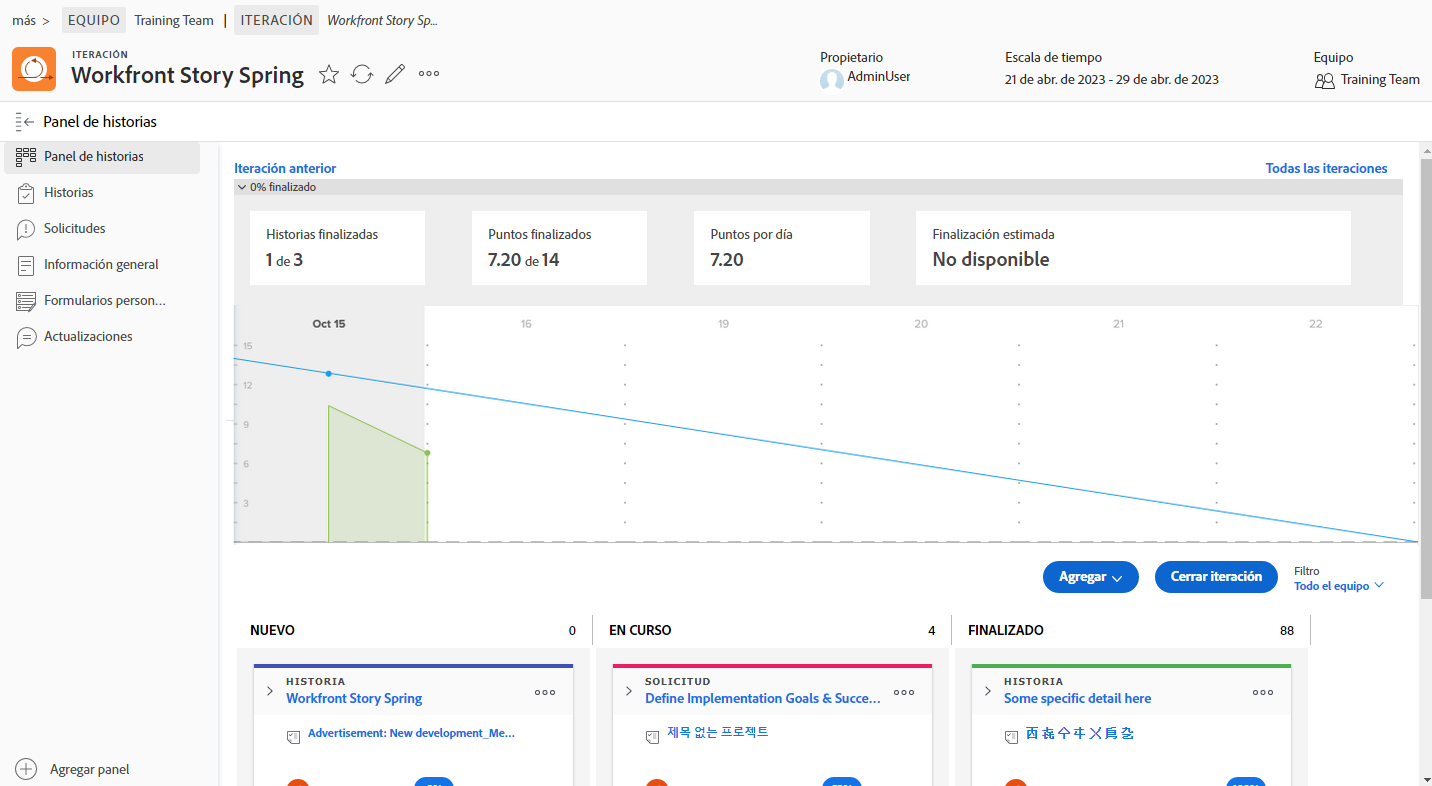 más >
EQUIPO Training Team | ITERACIÓN Workfront Story Sp...
ITERACIÓN
Workfront Story Spring
Propietario
AdminUser
Escala de tiempo
21 de abr. de 2023 - 29 de abr. de 2023
Equipo
Training Team
Panel de historias
Panel de historias
Historias
Solicitudes
Información general
Formularios person...
Actualizaciones
Agregar panel
Iteración anterior
Todas las iteraciones
0% finalizado
Historias finalizadas
1 de 3
Puntos finalizados
7.20 de 14
Puntos por día
7.20
Finalización estimada
No disponible
Oct 15 16 19 20 21 22
15
12
9
6
3
Agregar
Cerrar iteración
Filtro
Todo el equipo
NUEVO 0
EN CURSO 4
FINALIZADO 88
HISTORIA
Workfront Story Spring
Advertisement: New development_Me...
SOLICITUD
Define Implementation Goals & Succe...
제목 없는 프로젝트
HISTORIA
Some specific detail here